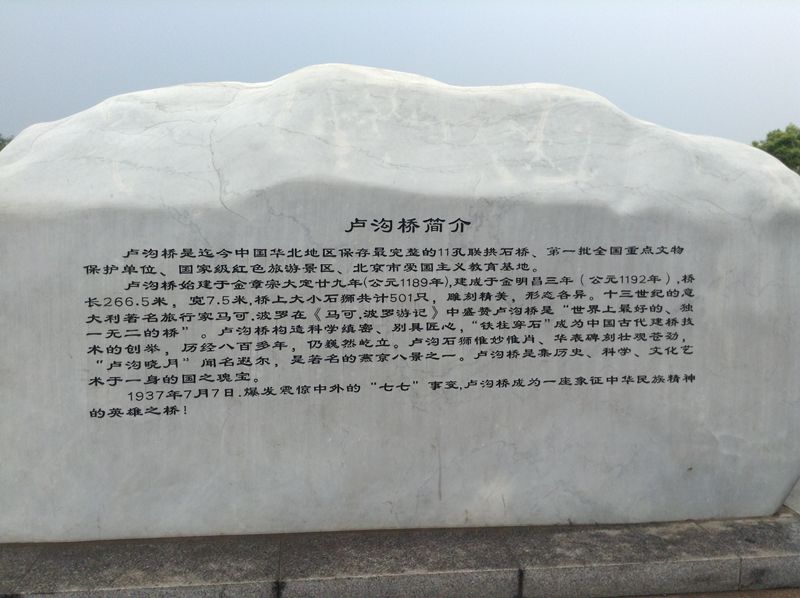 卢沟桥简介
卢沟桥是迄今中国华北地区保存最完整的11孔联拱石桥、第一批全国重点文物
保护单位、国家级红色旅游景区、北京市爱国主义教育基地。
卢沟桥始建于金章宗大定廿九年(公元1189年),建成于金明昌三年（公元1192年）,桥
长266.5米，宽7.5米,桥上大小石狮共计501只，雕刻精美，形态各异。十三世纪的意
大利著名旅行家马可.波罗在《马可.波罗游记》中盛赞卢沟桥是“世界上最好的、独
一无二的桥”。卢沟桥构造科学缜密、别具匠心，“铁柱穿石”成为中国古代建桥技
术的创举，历经八百多年，仍巍然屹立。卢沟石狮惟妙惟肖、华表碑刻壮观苍劲，
“卢沟晓月”闻名遐尔，是著名的燕京八景之一。卢沟桥是集历史、科学、文化艺
术于一身的国之瑰宝。
1937年7月7日.爆发震惊中外的“七七”事变,卢沟桥成为一座象征中华民族精神
的英雄之桥！